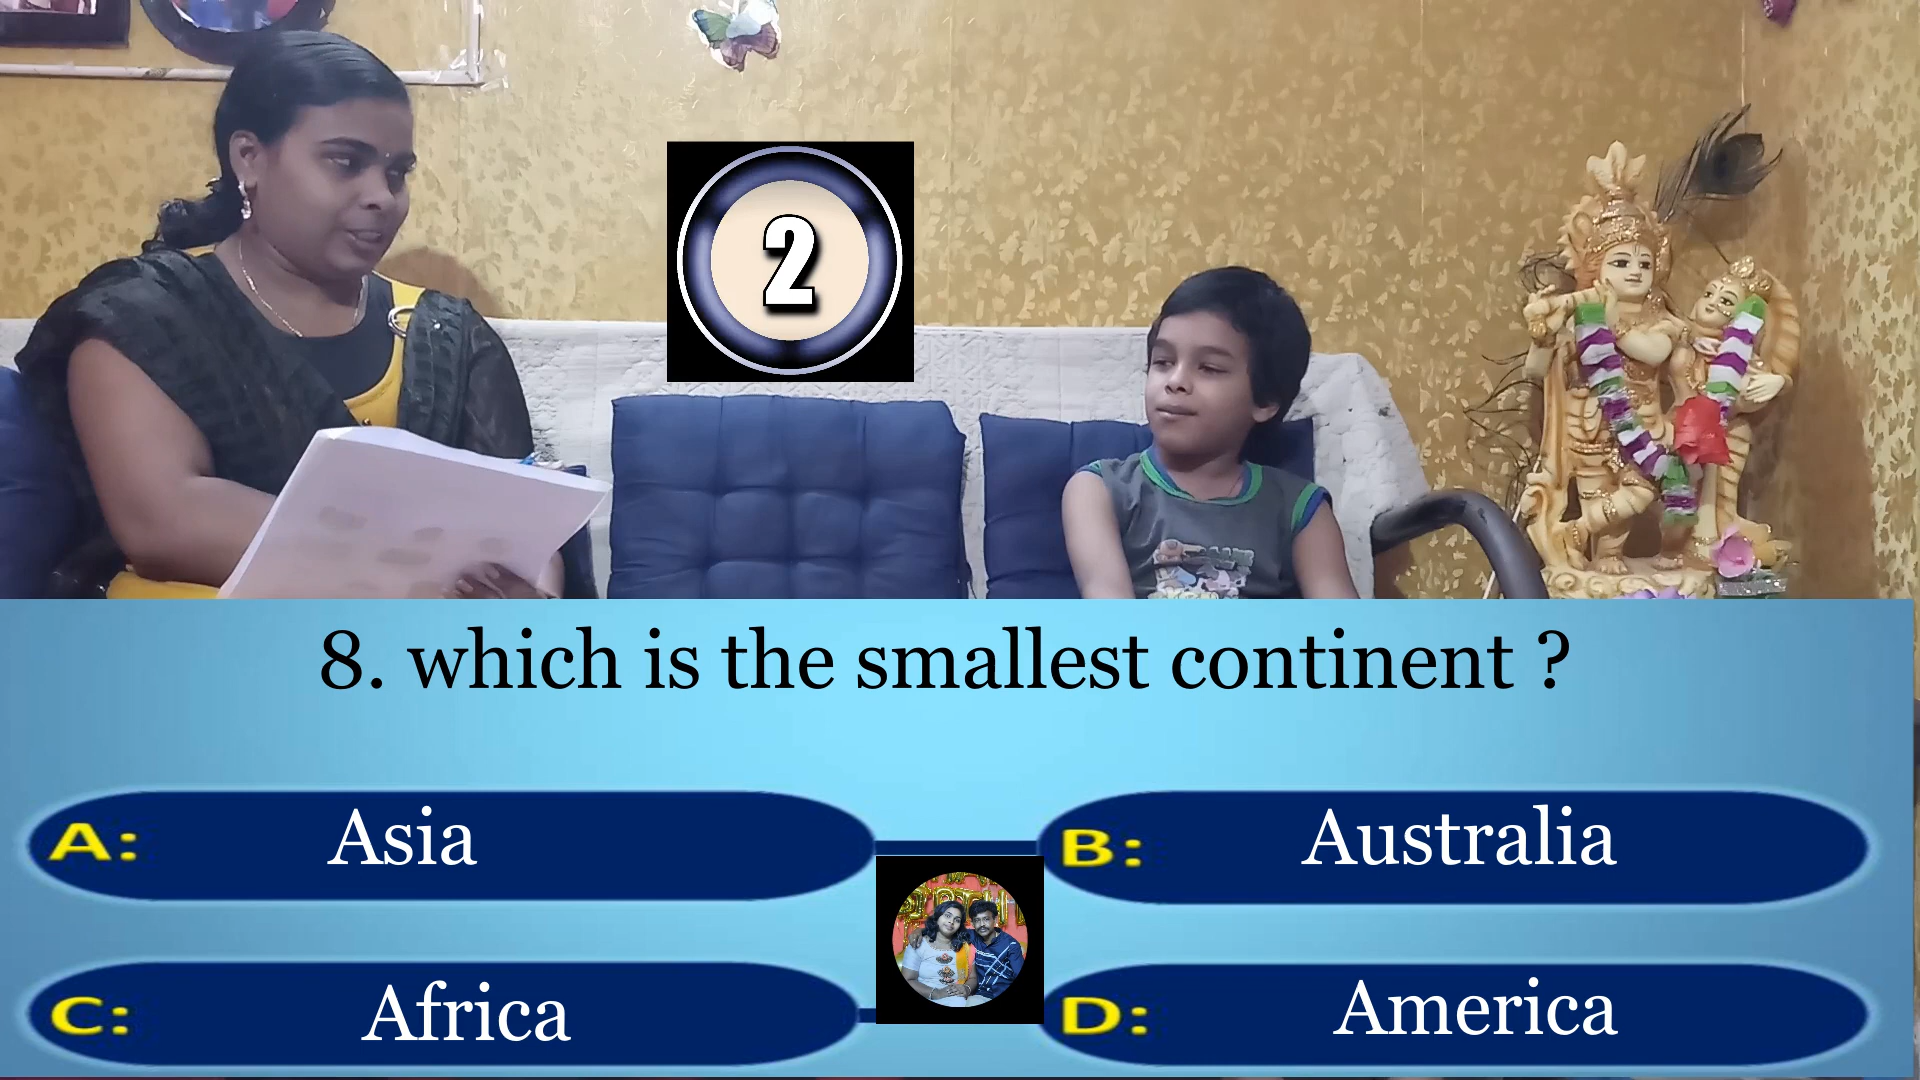 2
8. which is the smallest continent ?
A: Asia
B: Australia
C: Africa
D: America